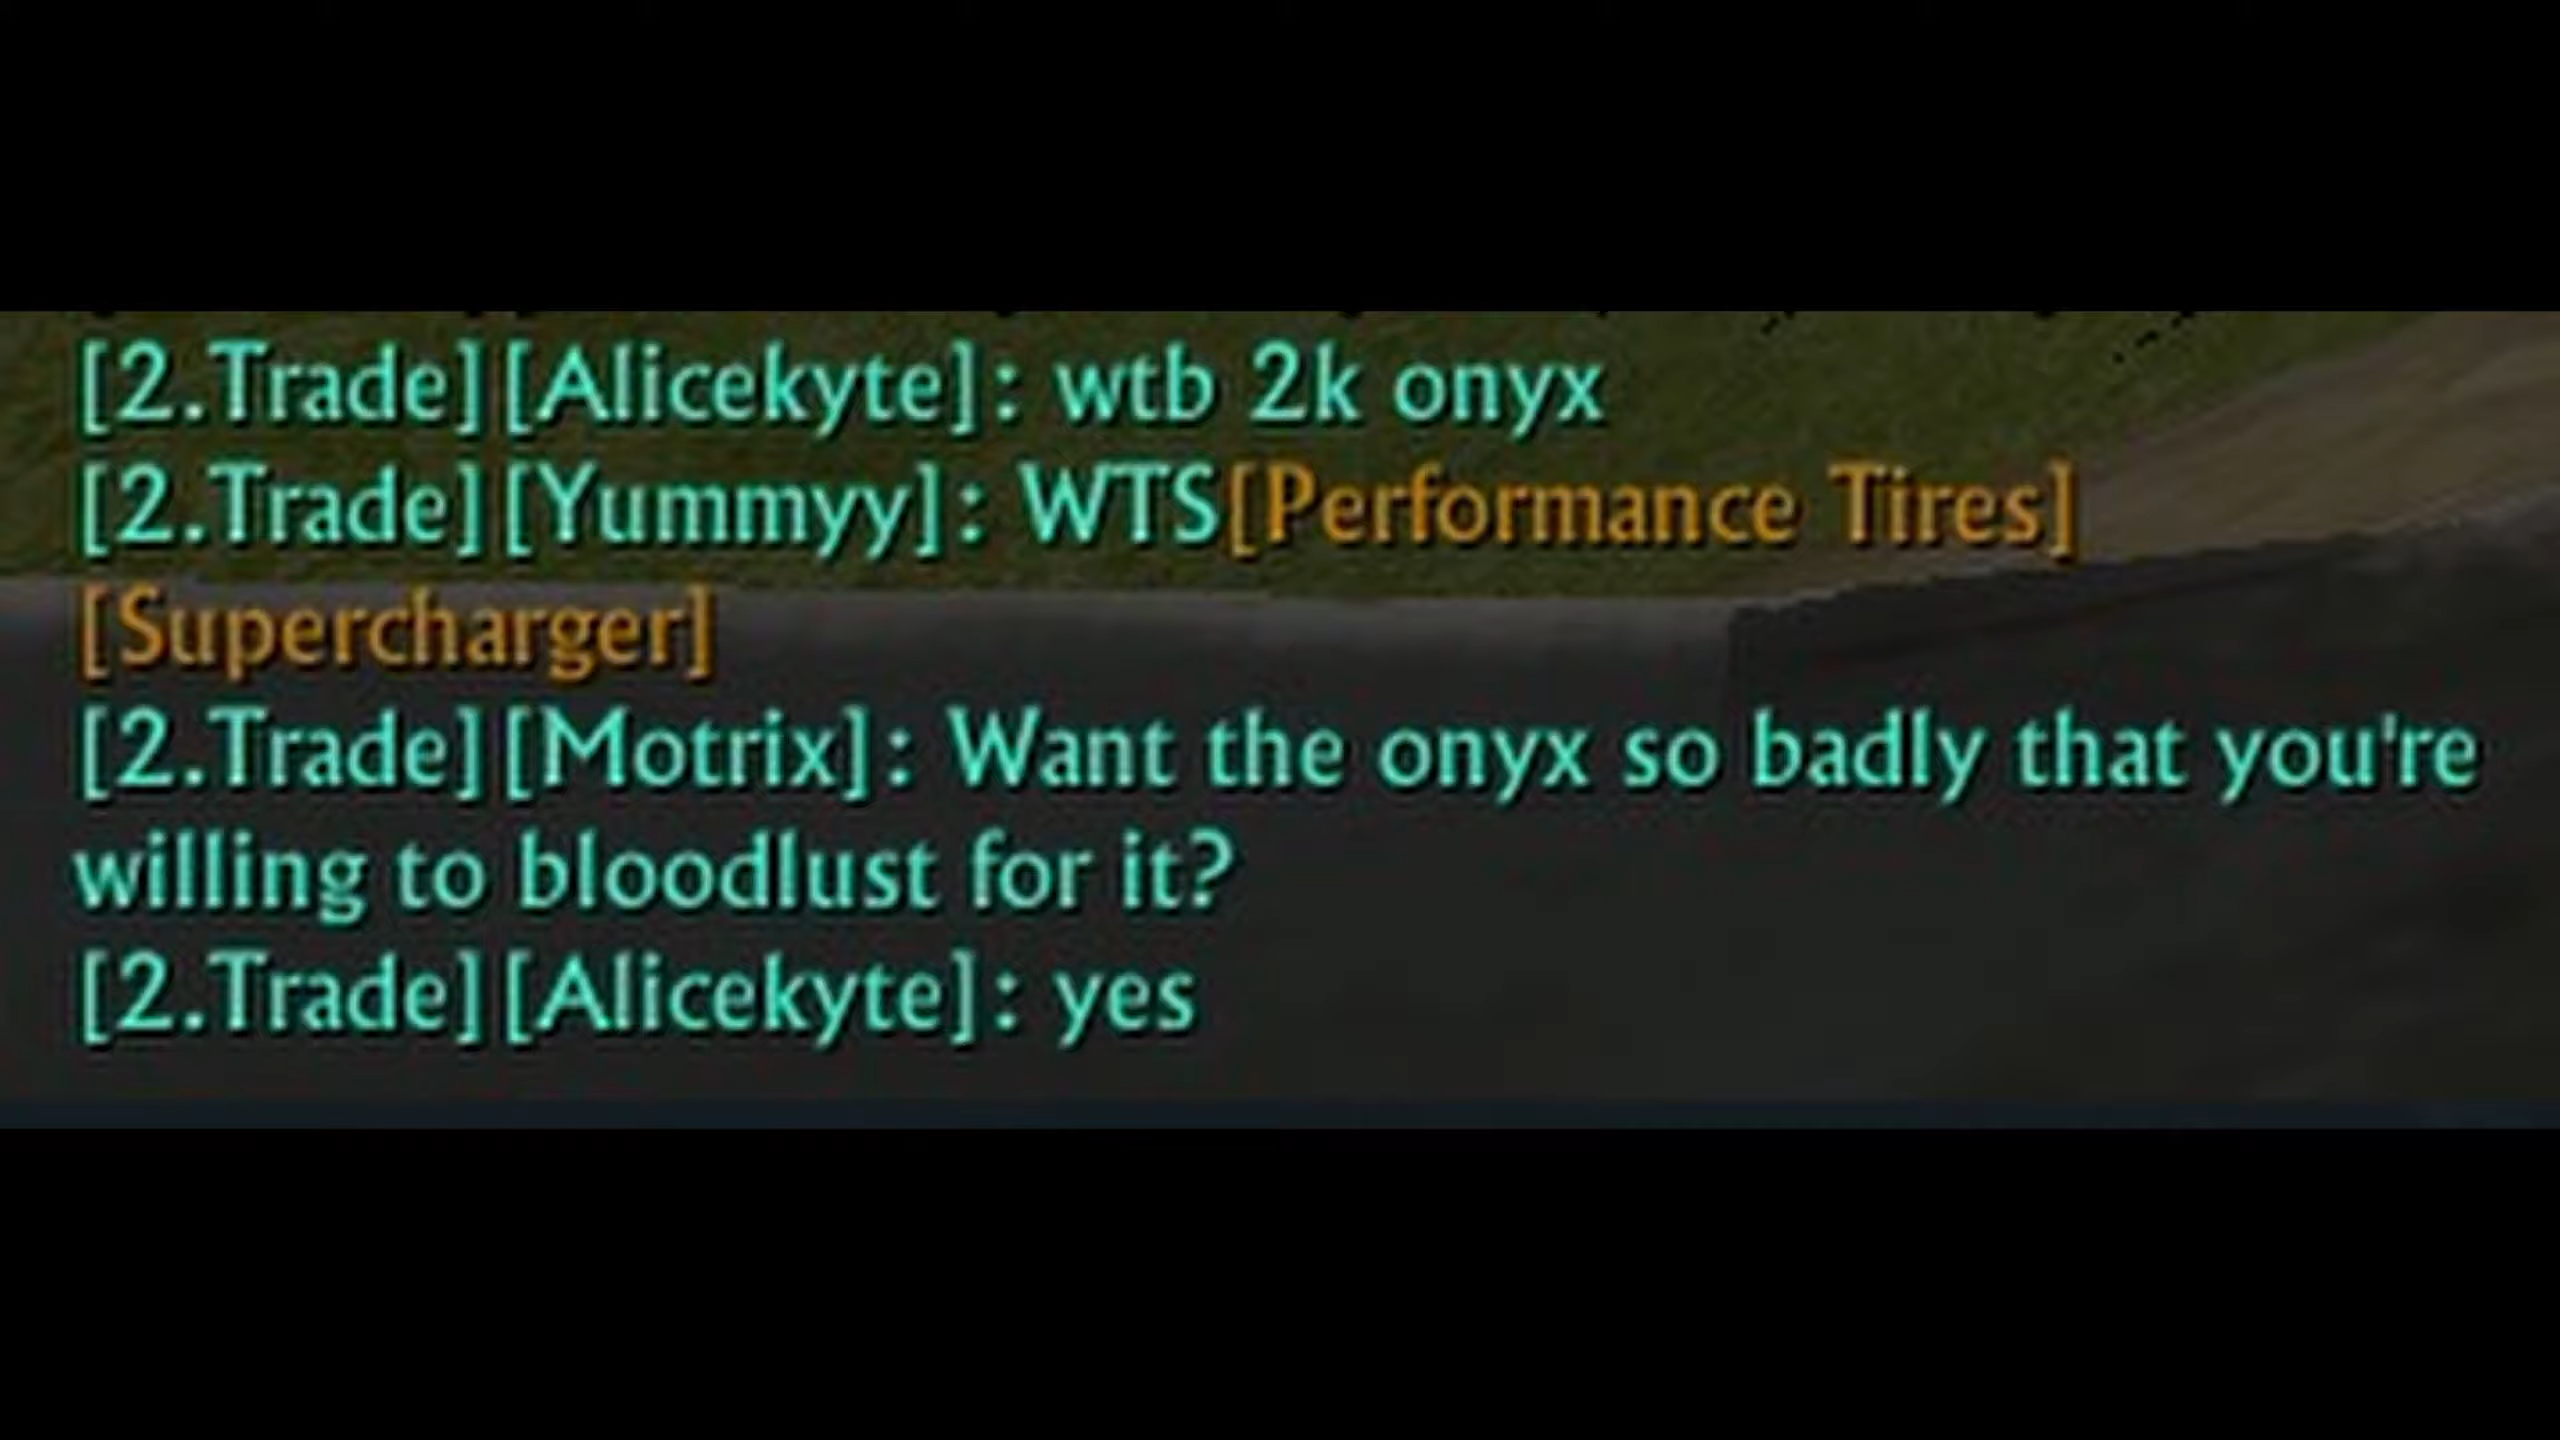 [2.Trade][Alicekyte]: wtb 2k onyx
[2.Trade][Yummyy]: WTS[Performance Tires]
[Supercharger]
[2.Trade][Motrix]: Want the onyx so badly that you're
willing to bloodlust for it?
[2.Trade][Alicekyte]: yes